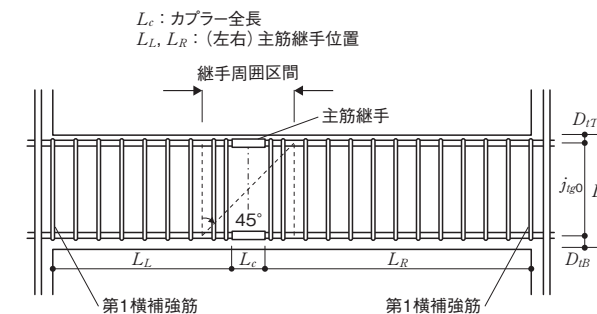 Lc：カプラー全長
LL, LR：（左右）主筋継手位置
継手周囲区間
主筋継手
DtT
jtg0
45°
DtB
LL
Lc
LR
第1横補強筋
第1横補強筋